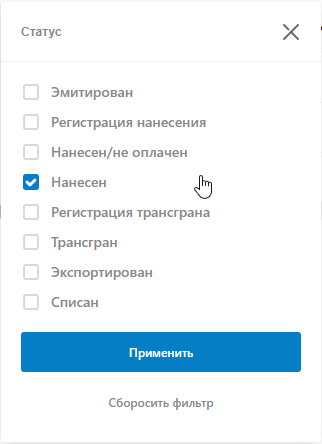 Статус
Эмитирован
Регистрация нанесения
Нанесен/не оплачен
Нанесен
Регистрация трансграна
Трансгран
Экспортирован
Списан
Применить
Сбросить фильтр